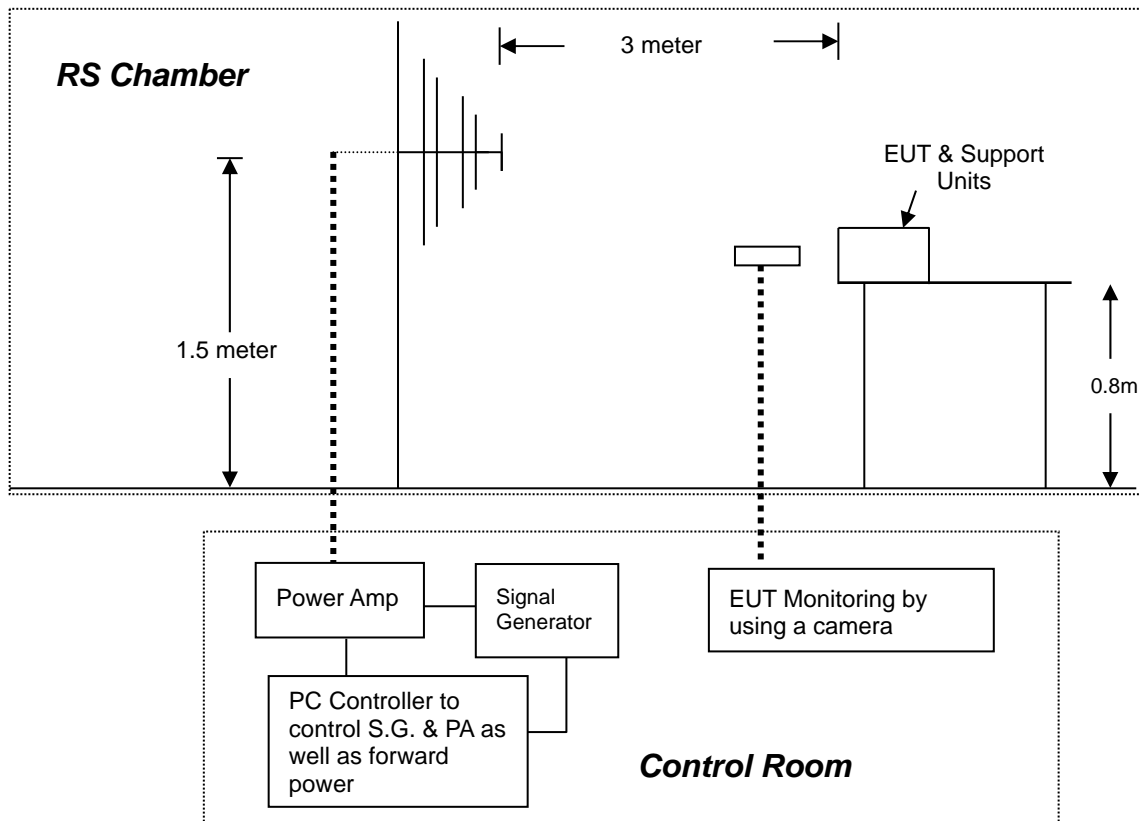 3 meter
RS Chamber
EUT & Support
Units
1.5 meter
0.8m
Power Amp
Signal
Generator
EUT Monitoring by
using a camera
PC Controller to
control S.G. & PA as
well as forward
power
Control Room